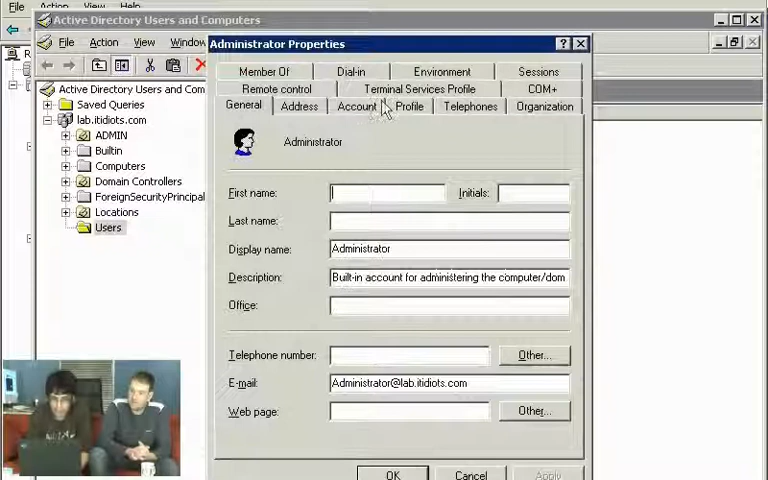 File Action View
Active Directory Users and Computers
File Action View Window
Administrator Properties
Member Of Dial-in Environment Sessions
Remote control Terminal Services Profile COM+
General Address Account Profile Telephones Organization
Active Directory Users and Com
Saved Queries
lab.itidiots.com
ADMIN
Builtin
Computers
Domain Controllers
ForeignSecurityPrincipal
Locations
Users
Administrator
First name: Initials:
Last name:
Display name: Administrator
Description: Built-in account for administering the computer/dom
Office:
Telephone number: Other...
E-mail: Administrator@lab.itidiots.com
Web page: Other...
OK Cancel Apply